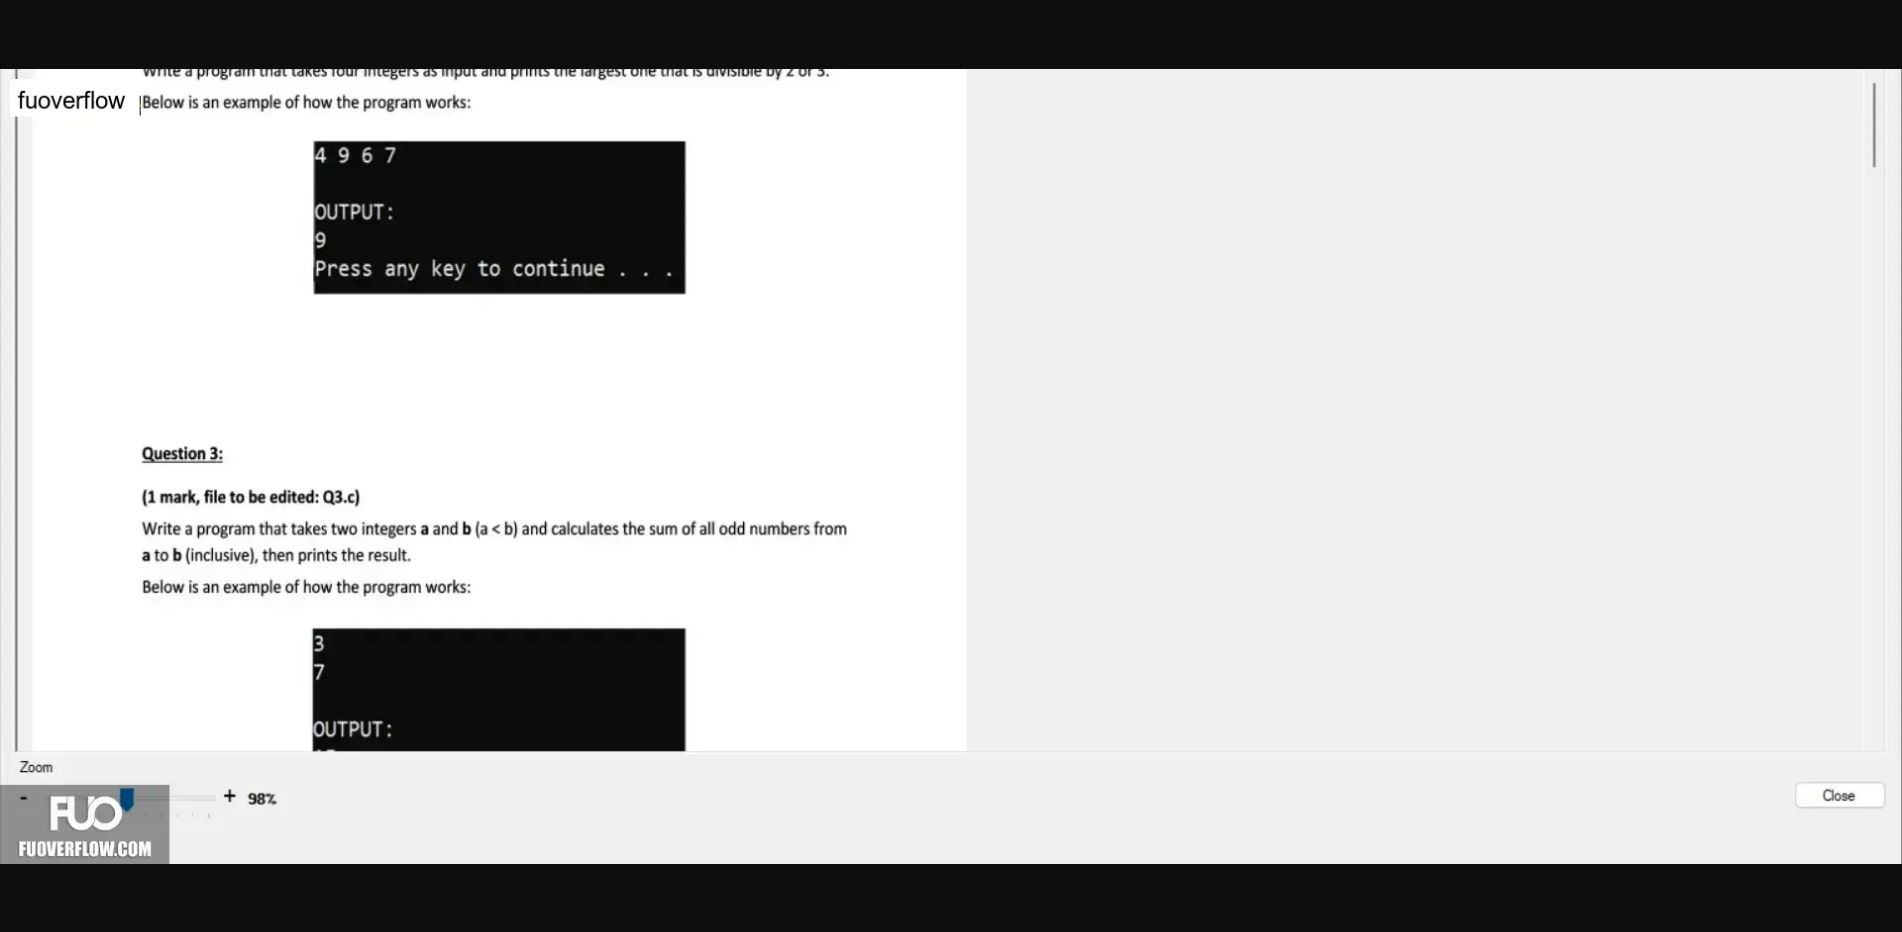 Write a program that takes four integers as input and prints the largest one that is divisible by 2 or 3.
fuoverflow
Below is an example of how the program works:
4 9 6 7
OUTPUT:
9
Press any key to continue . . .
Question 3:
(1 mark, file to be edited: Q3.c)
Write a program that takes two integers a and b (a < b) and calculates the sum of all odd numbers from
a to b (inclusive), then prints the result.
Below is an example of how the program works:
3
7
OUTPUT:
Zoom
- + 98%
Close
FUO
FUOVERFLOW.COM